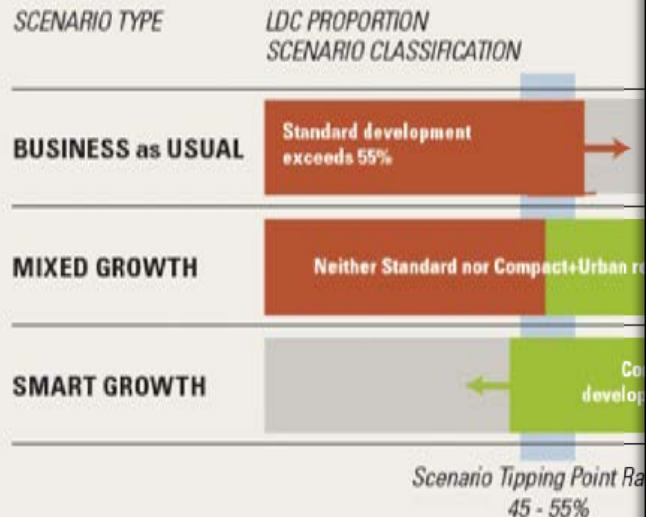 SCENARIO TYPE
LDC PROPORTION
SCENARIO CLASSIFICATION
BUSINESS as USUAL
Standard development
exceeds 55%
MIXED GROWTH
Neither Standard nor Compact+Urban
SMART GROWTH
Scenario Tipping Point
45 - 55%